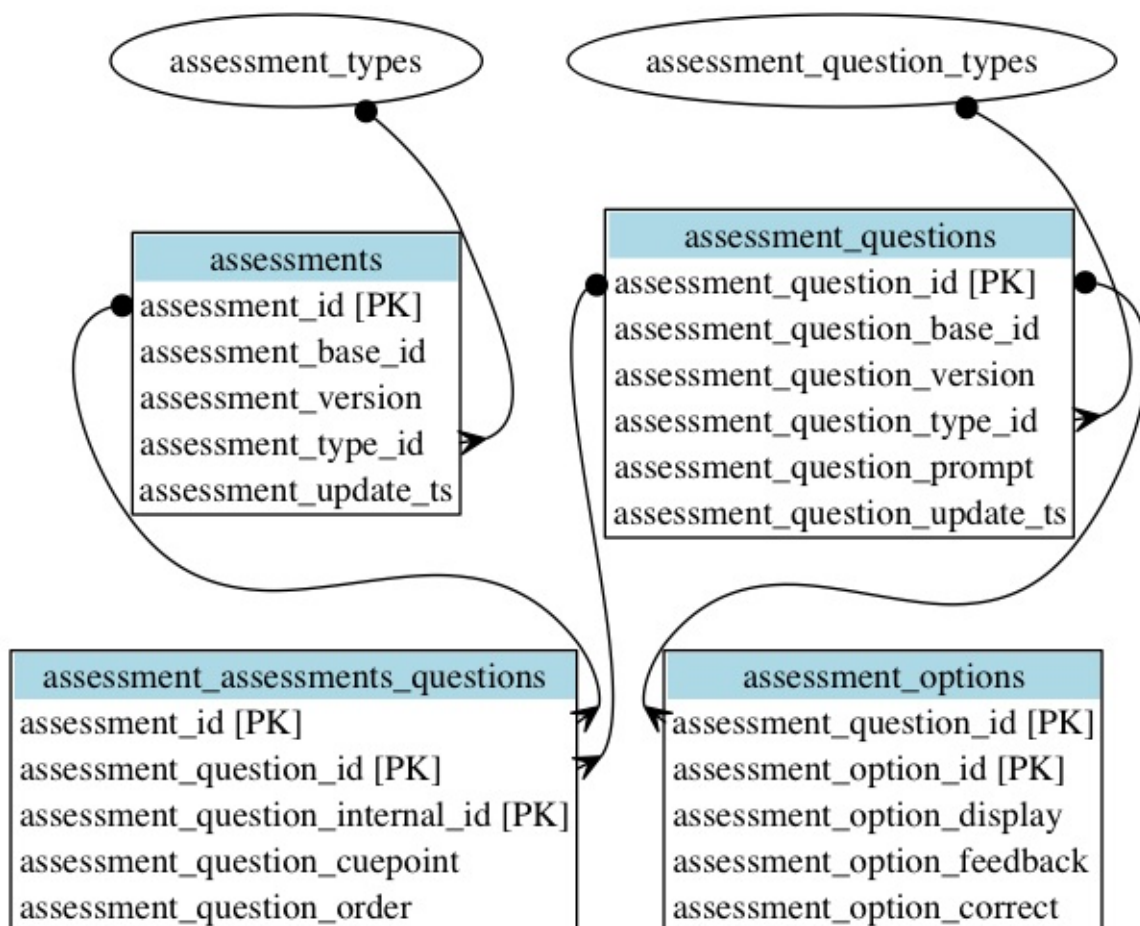 assessment_types
assessment_question_types
assessments
assessment_id [PK]
assessment_base_id
assessment_version
assessment_type_id
assessment_update_ts
assessment_questions
assessment_question_id [PK]
assessment_question_base_id
assessment_question_version
assessment_question_type_id
assessment_question_prompt
assessment_question_update_ts
assessment_assessments_questions
assessment_id [PK]
assessment_question_id [PK]
assessment_question_internal_id [PK]
assessment_question_cuepoint
assessment_question_order
assessment_options
assessment_question_id [PK]
assessment_option_id [PK]
assessment_option_display
assessment_option_feedback
assessment_option_correct